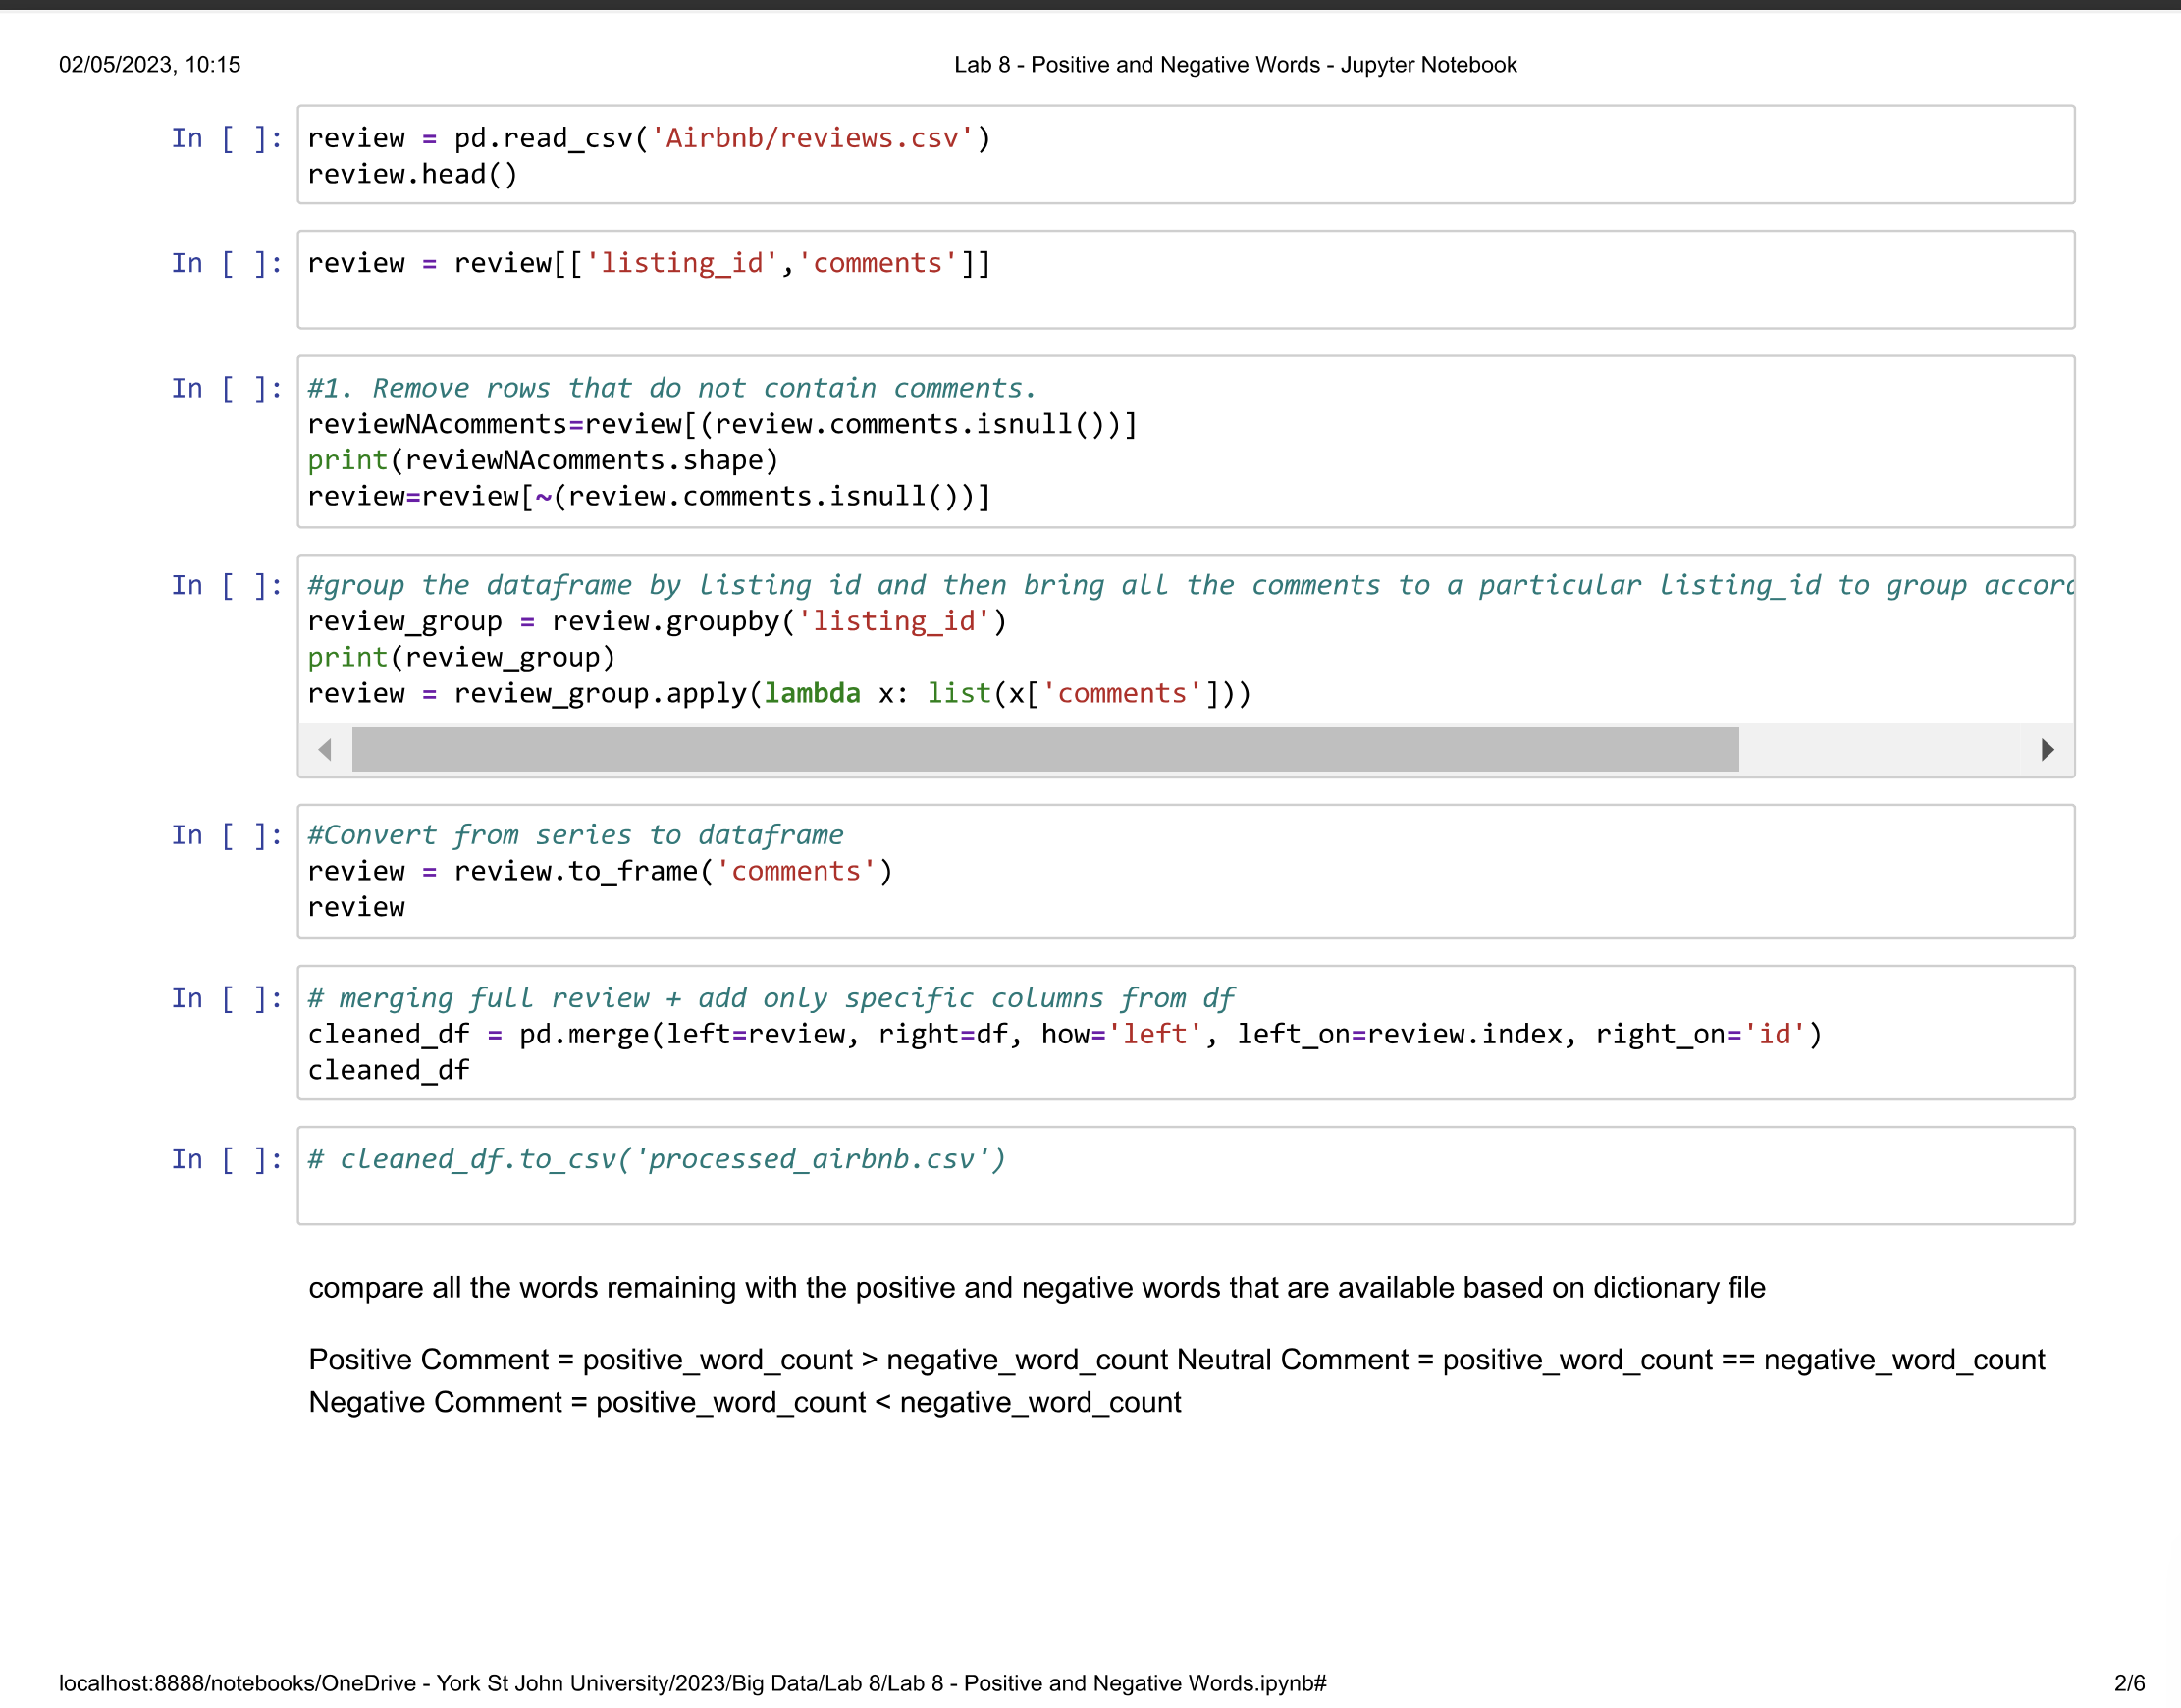 02/05/2023, 10:15 Lab 8 - Positive and Negative Words - Jupyter Notebook
In [ ]: review = pd.read_csv('Airbnb/reviews.csv')
review.head()
In [ ]: review = review[['listing_id','comments']]
In [ ]: #1. Remove rows that do not contain comments.
reviewNAcomments=review[(review.comments.isnull())]
print(reviewNAcomments.shape)
review=review[~(review.comments.isnull())]
In [ ]: #group the dataframe by listing id and then bring all the comments to a particular listing_id to group
review_group = review.groupby('listing_id')
print(review_group)
review = review_group.apply(lambda x: list(x['comments']))
In [ ]: #Convert from series to dataframe
review = review.to_frame('comments')
review
In [ ]: # merging full review + add only specific columns from df
cleaned_df = pd.merge(left=review, right=df, how='left', left_on=review.index, right_on='id')
cleaned_df
In [ ]: # cleaned_df.to_csv('processed_airbnb.csv')
compare all the words remaining with the positive and negative words that are available based on dictionary file
Positive Comment = positive_word_count > negative_word_count Neutral Comment = positive_word_count == negative_word_count
Negative Comment = positive_word_count < negative_word_count
localhost:8888/notebooks/OneDrive - York St John University/2023/Big Data/Lab 8/Lab 8 - Positive and Negative Words.ipynb# 2/6